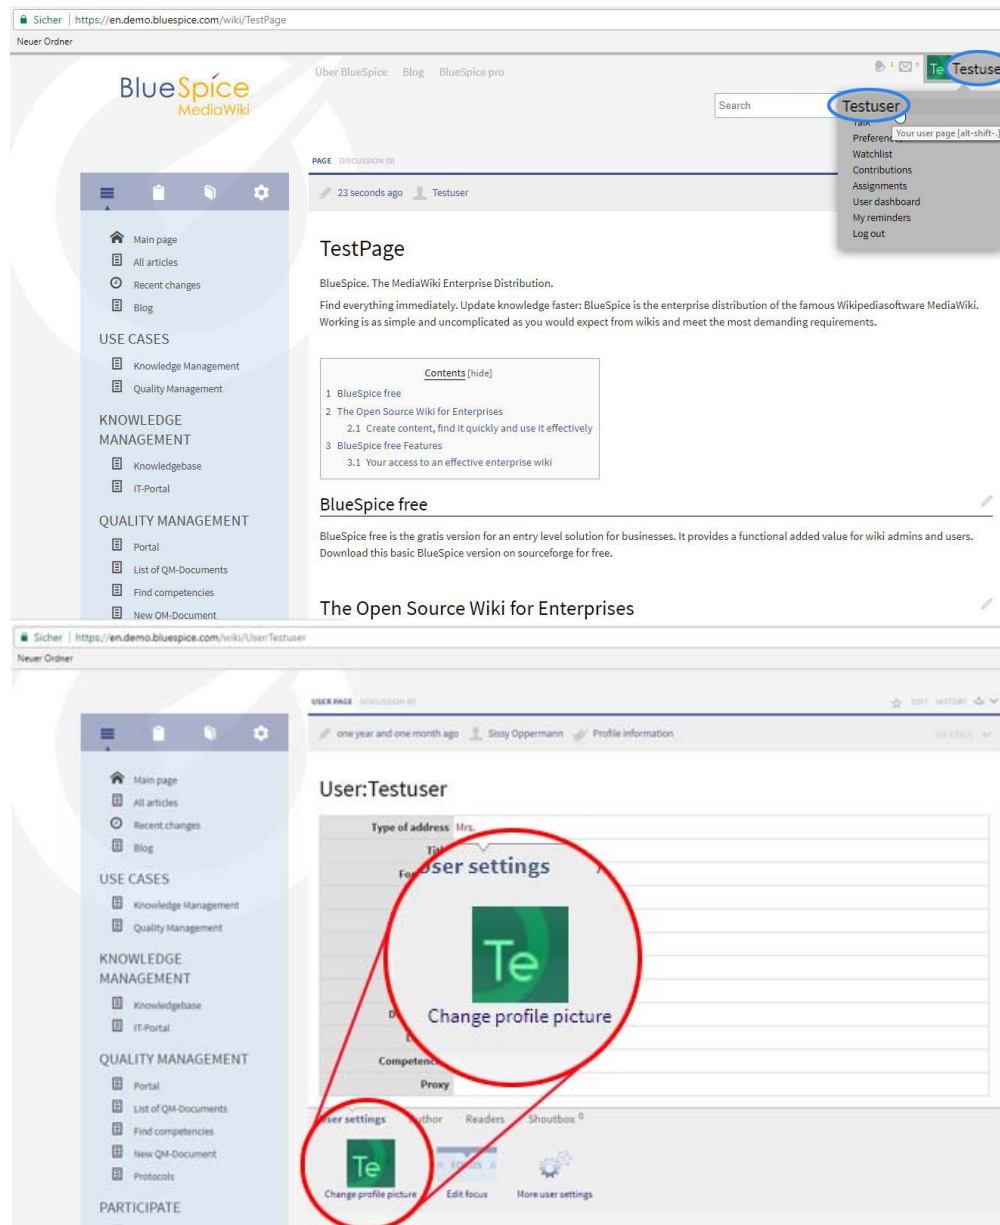 Sicher | https://en.demo.bluespice.com/wiki/TestPage
Neuer Ordner
BlueSpice
MediaWiki
Über BlueSpice Blog BlueSpice pro
Te Testuse
Search
Testuser
Talk
Your user page [alt-shift-.]
Watchlist
Contributions
Assignments
User dashboard
My reminders
Log out
PAGE DISCUSSION (0)
23 seconds ago Testuser
Main page
All articles
Recent changes
Blog
USE CASES
Knowledge Management
Quality Management
KNOWLEDGE
MANAGEMENT
Knowledgebase
IT-Portal
QUALITY MANAGEMENT
Portal
List of QM-Documents
Find competencies
New QM-Document
TestPage
BlueSpice. The MediaWiki Enterprise Distribution.
Find everything immediately. Update knowledge faster: BlueSpice is the enterprise distribution of the famous Wikipediasoftware MediaWiki.
Working is as simple and uncomplicated as you would expect from wikis and meet the most demanding requirements.
Contents [hide]
1 BlueSpice free
2 The Open Source Wiki for Enterprises
2.1 Create content, find it quickly and use it effectively
3 BlueSpice free Features
3.1 Your access to an effective enterprise wiki
BlueSpice free
BlueSpice free is the gratis version for an entry level solution for businesses. It provides a functional added value for wiki admins and users.
Download this basic BlueSpice version on sourceforge for free.
The Open Source Wiki for Enterprises
Sicher | https://en.demo.bluespice.com/wiki/User:Testuser
Neuer Ordner
USER PAGE DISCUSSION (0)
EDIT HISTORY
one year and one month ago Sissy Oppermann Profile information
DETAILS
Main page
All articles
Recent changes
Blog
USE CASES
Knowledge Management
Quality Management
KNOWLEDGE
MANAGEMENT
Knowledgebase
IT-Portal
QUALITY MANAGEMENT
Portal
List of QM-Documents
Find competencies
New QM-Document
Protocols
PARTICIPATE
User:Testuser
Type of address Mrs.
User settings
Te
Change profile picture
Proxy
User settings Author Readers Shoutbox 0
Te
Change profile picture
Edit focus
More user settings